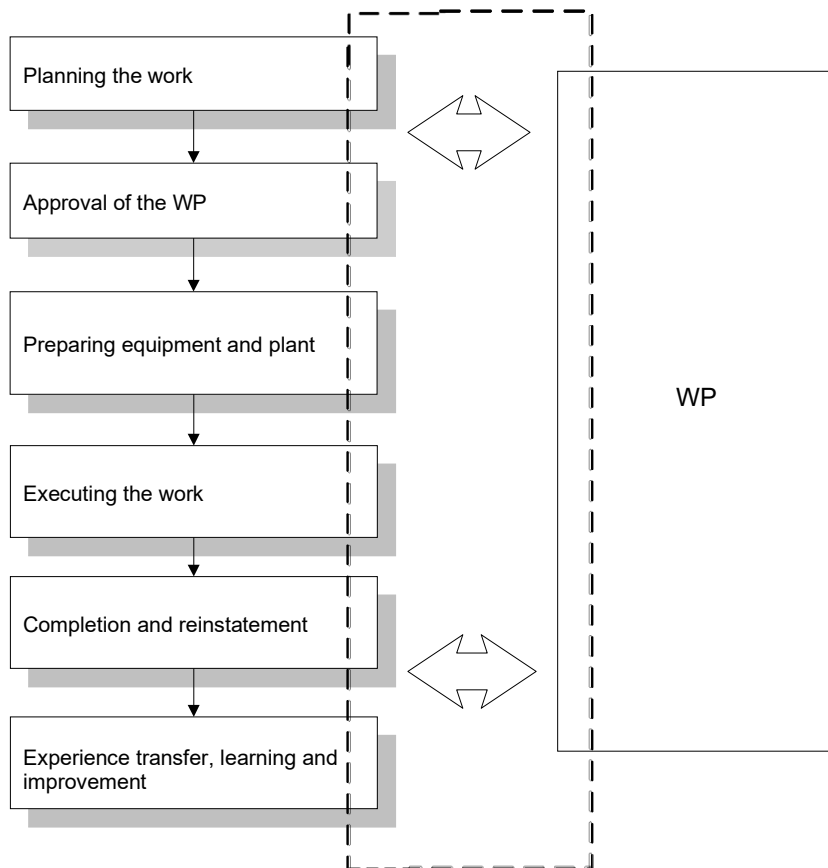 Planning the work
Approval of the WP
Preparing equipment and plant
Executing the work
Completion and reinstatement
Experience transfer, learning and
improvement
WP